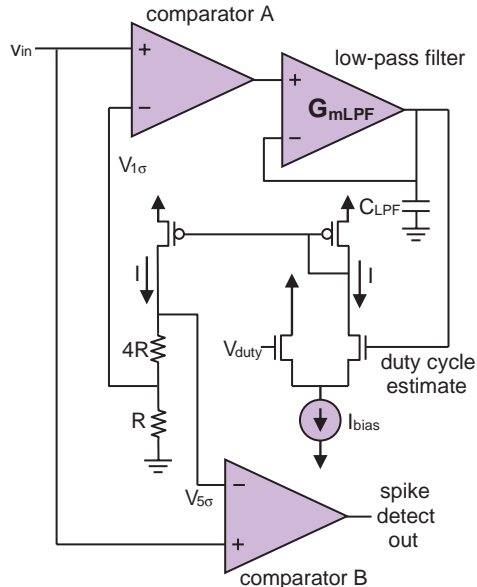 comparator A
vin
+
−
low-pass filter
+
GmLPF
−
V1σ
CLPF
I
I
4R
Vduty
duty cycle
estimate
R
Ibias
V5σ
−
spike
detect
out
+
comparator B